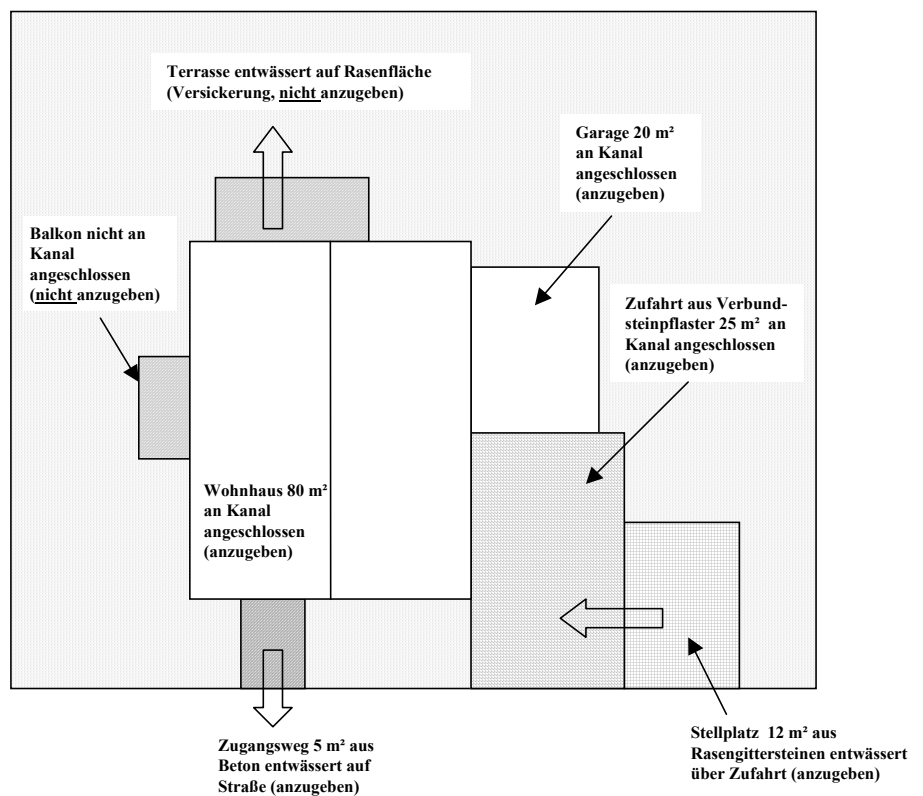 Terrasse entwässert auf Rasenfläche
(Versickerung, nicht anzugeben)
Garage 20 m²
an Kanal
angeschlossen
(anzugeben)
Balkon nicht an
Kanal
angeschlossen
(nicht anzugeben)
Zufahrt aus Verbund-
steinpflaster 25 m² an
Kanal angeschlossen
(anzugeben)
Wohnhaus 80 m²
an Kanal
angeschlossen
(anzugeben)
Zugangsweg 5 m² aus
Beton entwässert auf
Straße (anzugeben)
Stellplatz 12 m² aus
Rasengittersteinen entwässert
über Zufahrt (anzugeben)